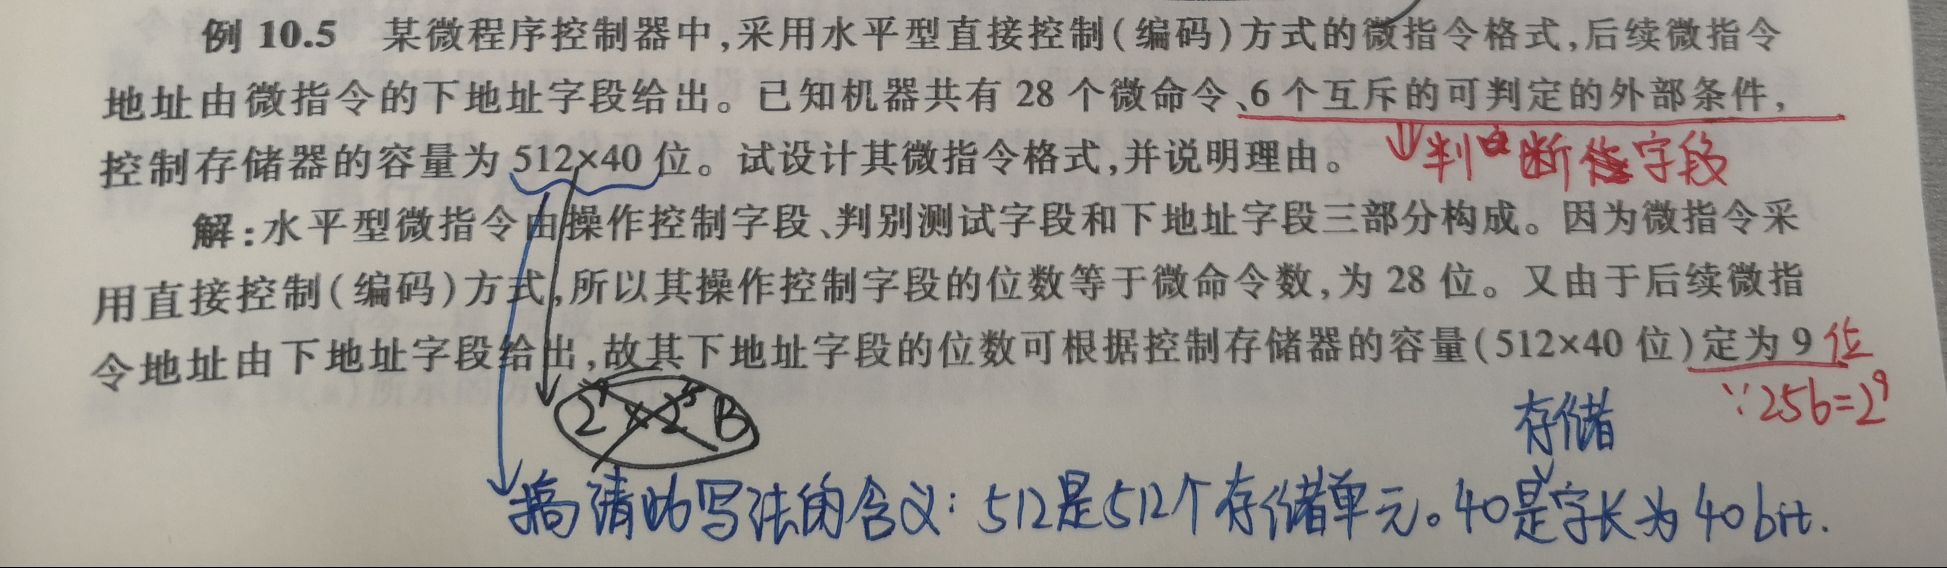 例 10.5 某微程序控制器中,采用水平型直接控制(编码)方式的微指令格式,后续微指令
地址由微指令的下地址字段给出。已知机器共有 28 个微命令、6 个互斥的可判定的外部条件,
控制存储器的容量为 512×40 位。试设计其微指令格式,并说明理由。
判断字段
解:水平型微指令由操作控制字段、判别测试字段和下地址字段三部分构成。因为微指令采
用直接控制(编码)方式,所以其操作控制字段的位数等于微命令数,为 28 位。又由于后续微指
令地址由下地址字段给出,故其下地址字段的位数可根据控制存储器的容量(512×40 位)定为 9 位
∵256=2⁹
存储
搞清写法的含义:512是512个存储单元。40是字长为40bit.